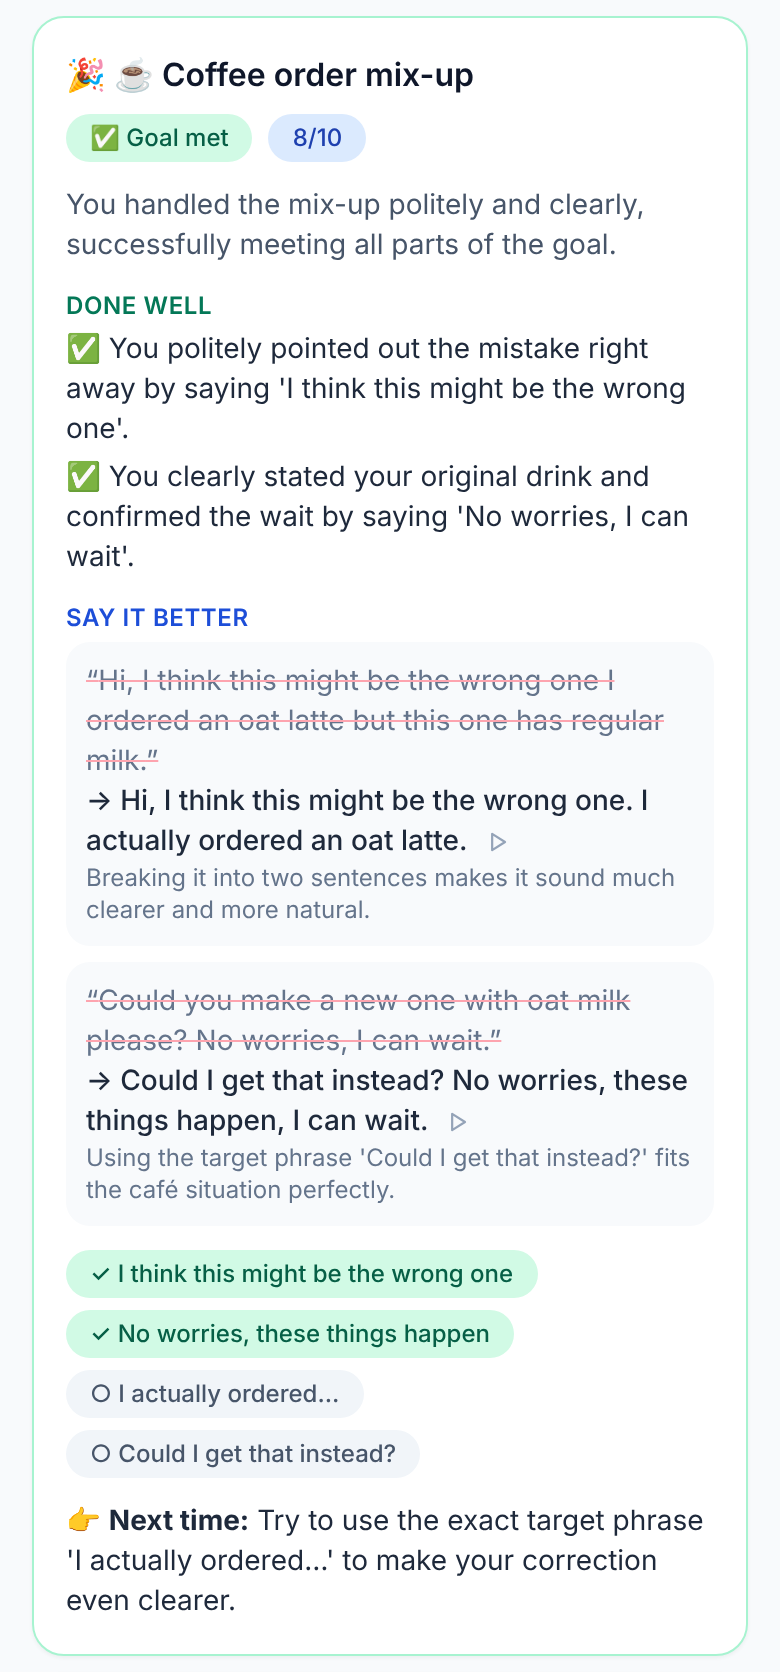 🎉 ☕ Coffee order mix-up
✅ Goal met 8/10
You handled the mix-up politely and clearly,
successfully meeting all parts of the goal.
DONE WELL
✅ You politely pointed out the mistake right
away by saying 'I think this might be the wrong
one'.
✅ You clearly stated your original drink and
confirmed the wait by saying 'No worries, I can
wait'.
SAY IT BETTER
“Hi, I think this might be the wrong one I
ordered an oat latte but this one has regular
milk.”
→ Hi, I think this might be the wrong one. I
actually ordered an oat latte.
Breaking it into two sentences makes it sound much
clearer and more natural.
“Could you make a new one with oat milk
please? No worries, I can wait.”
→ Could I get that instead? No worries, these
things happen, I can wait.
Using the target phrase 'Could I get that instead?' fits
the café situation perfectly.
✓ I think this might be the wrong one
✓ No worries, these things happen
○ I actually ordered...
○ Could I get that instead?
👉 Next time: Try to use the exact target phrase
'I actually ordered...' to make your correction
even clearer.